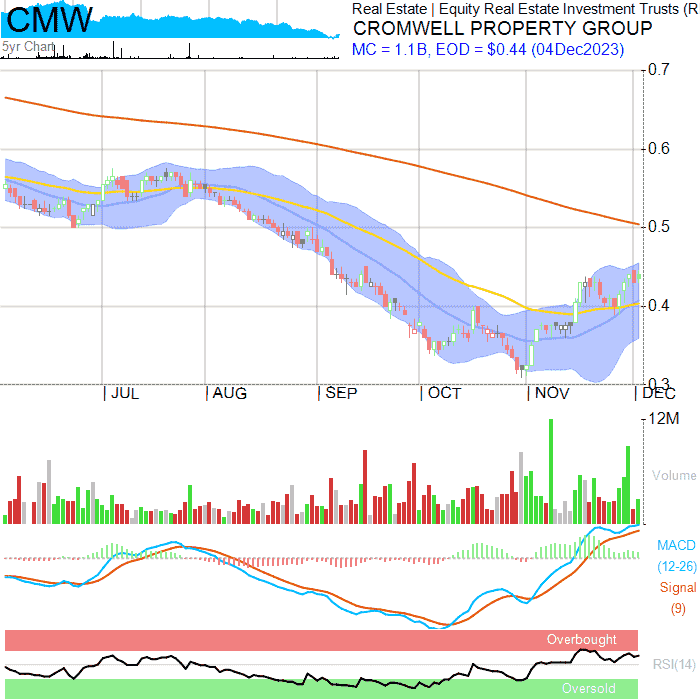 CMW
Real Estate | Equity Real Estate Investment Trusts (R
CROMWELL PROPERTY GROUP
5yr Chart
MC = 1.1B, EOD = $0.44 (04Dec2023)
0.7
0.6
0.5
0.4
0.3
JUL AUG SEP OCT NOV DEC
12M
Volume
MACD
(12-26)
Signal
(9)
Overbought
RSI(14)
Oversold